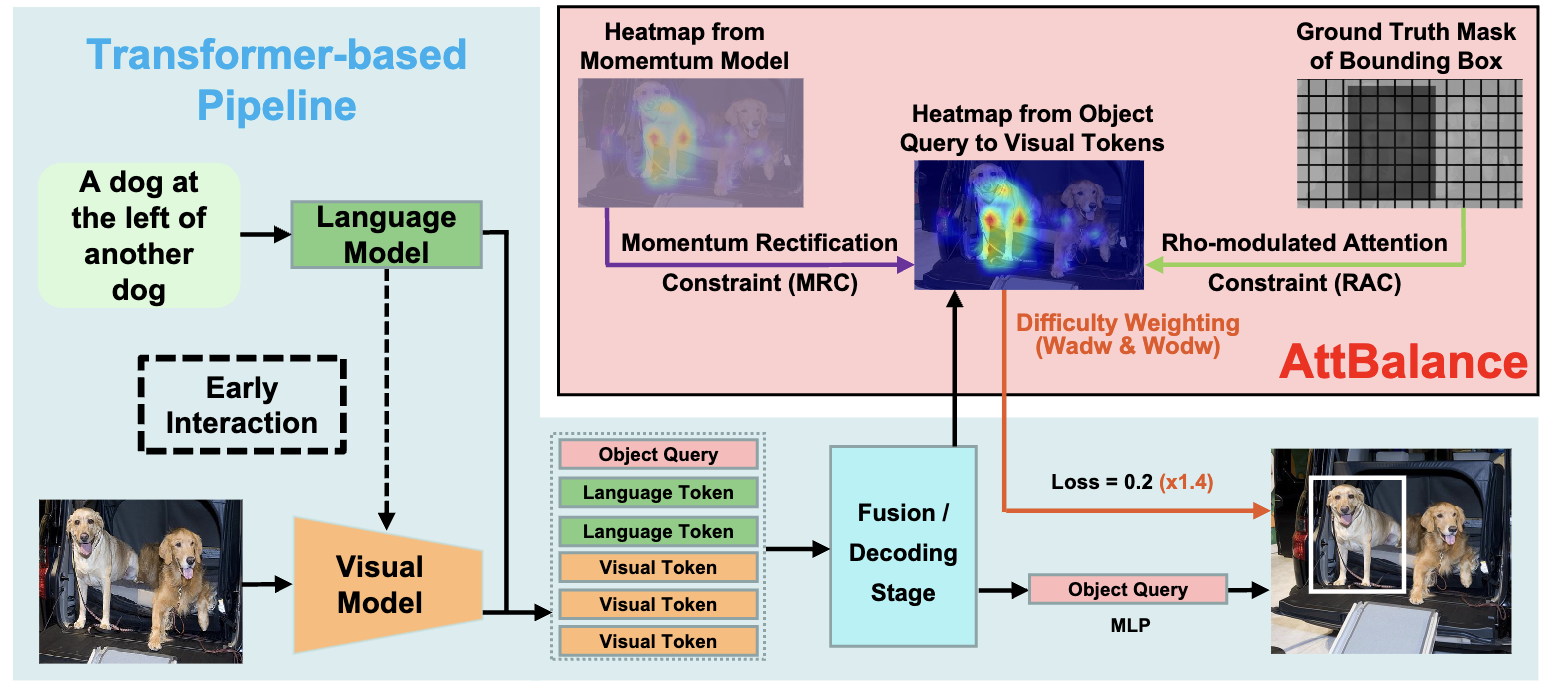 Transformer-based
Pipeline
A dog at
the left of
another
dog
Language
Model
Early
Interaction
Visual
Model
Heatmap from
Momemtum Model
Heatmap from Object
Query to Visual Tokens
Ground Truth Mask
of Bounding Box
Momentum Rectification
Constraint (MRC)
Rho-modulated Attention
Constraint (RAC)
Difficulty Weighting
(Wadw & Wodw)
AttBalance
Object Query
Language Token
Language Token
Visual Token
Visual Token
Visual Token
Fusion /
Decoding
Stage
Loss = 0.2 (x1.4)
Object Query
MLP